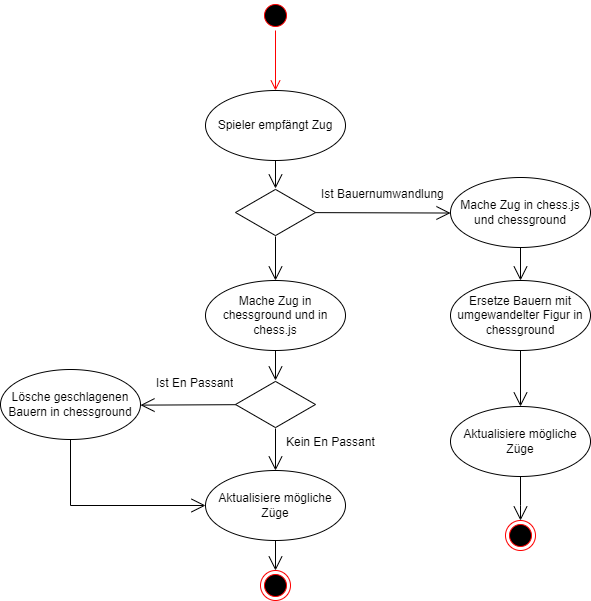 Spieler empfängt Zug
Ist Bauernumwandlung
Mache Zug in chess.js
und chessground
Mache Zug in
chessground und in
chess.js
Ersetze Bauern mit
umgewandelter Figur in
chessground
Ist En Passant
Lösche geschlagenen
Bauern in chessground
Kein En Passant
Aktualisiere mögliche
Züge
Aktualisiere mögliche
Züge